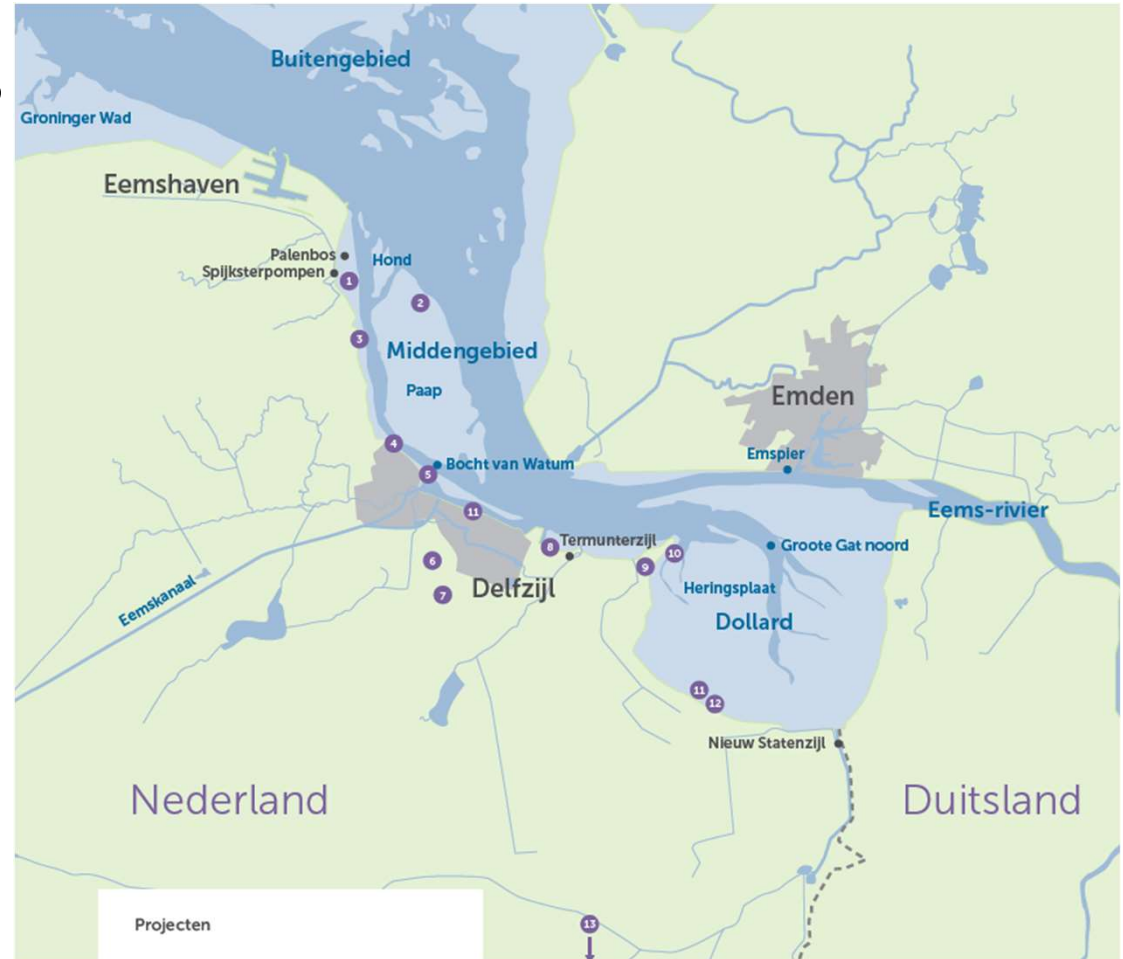 Buitengebied
Groninger Wad
Eemshaven
Palenbos
Hond
Spijksterpompen
1
2
3
Middengebied
Paap
Emden
4
Emspier
Bocht van Watum
5
Eems-rivier
11
Termunterzijl
8
Groote Gat noord
10
6
9
Delfzijl
Heringsplaat
7
Eemskanaal
Dollard
11
12
Nieuw Statenzijl
Nederland
Duitsland
Projecten
13